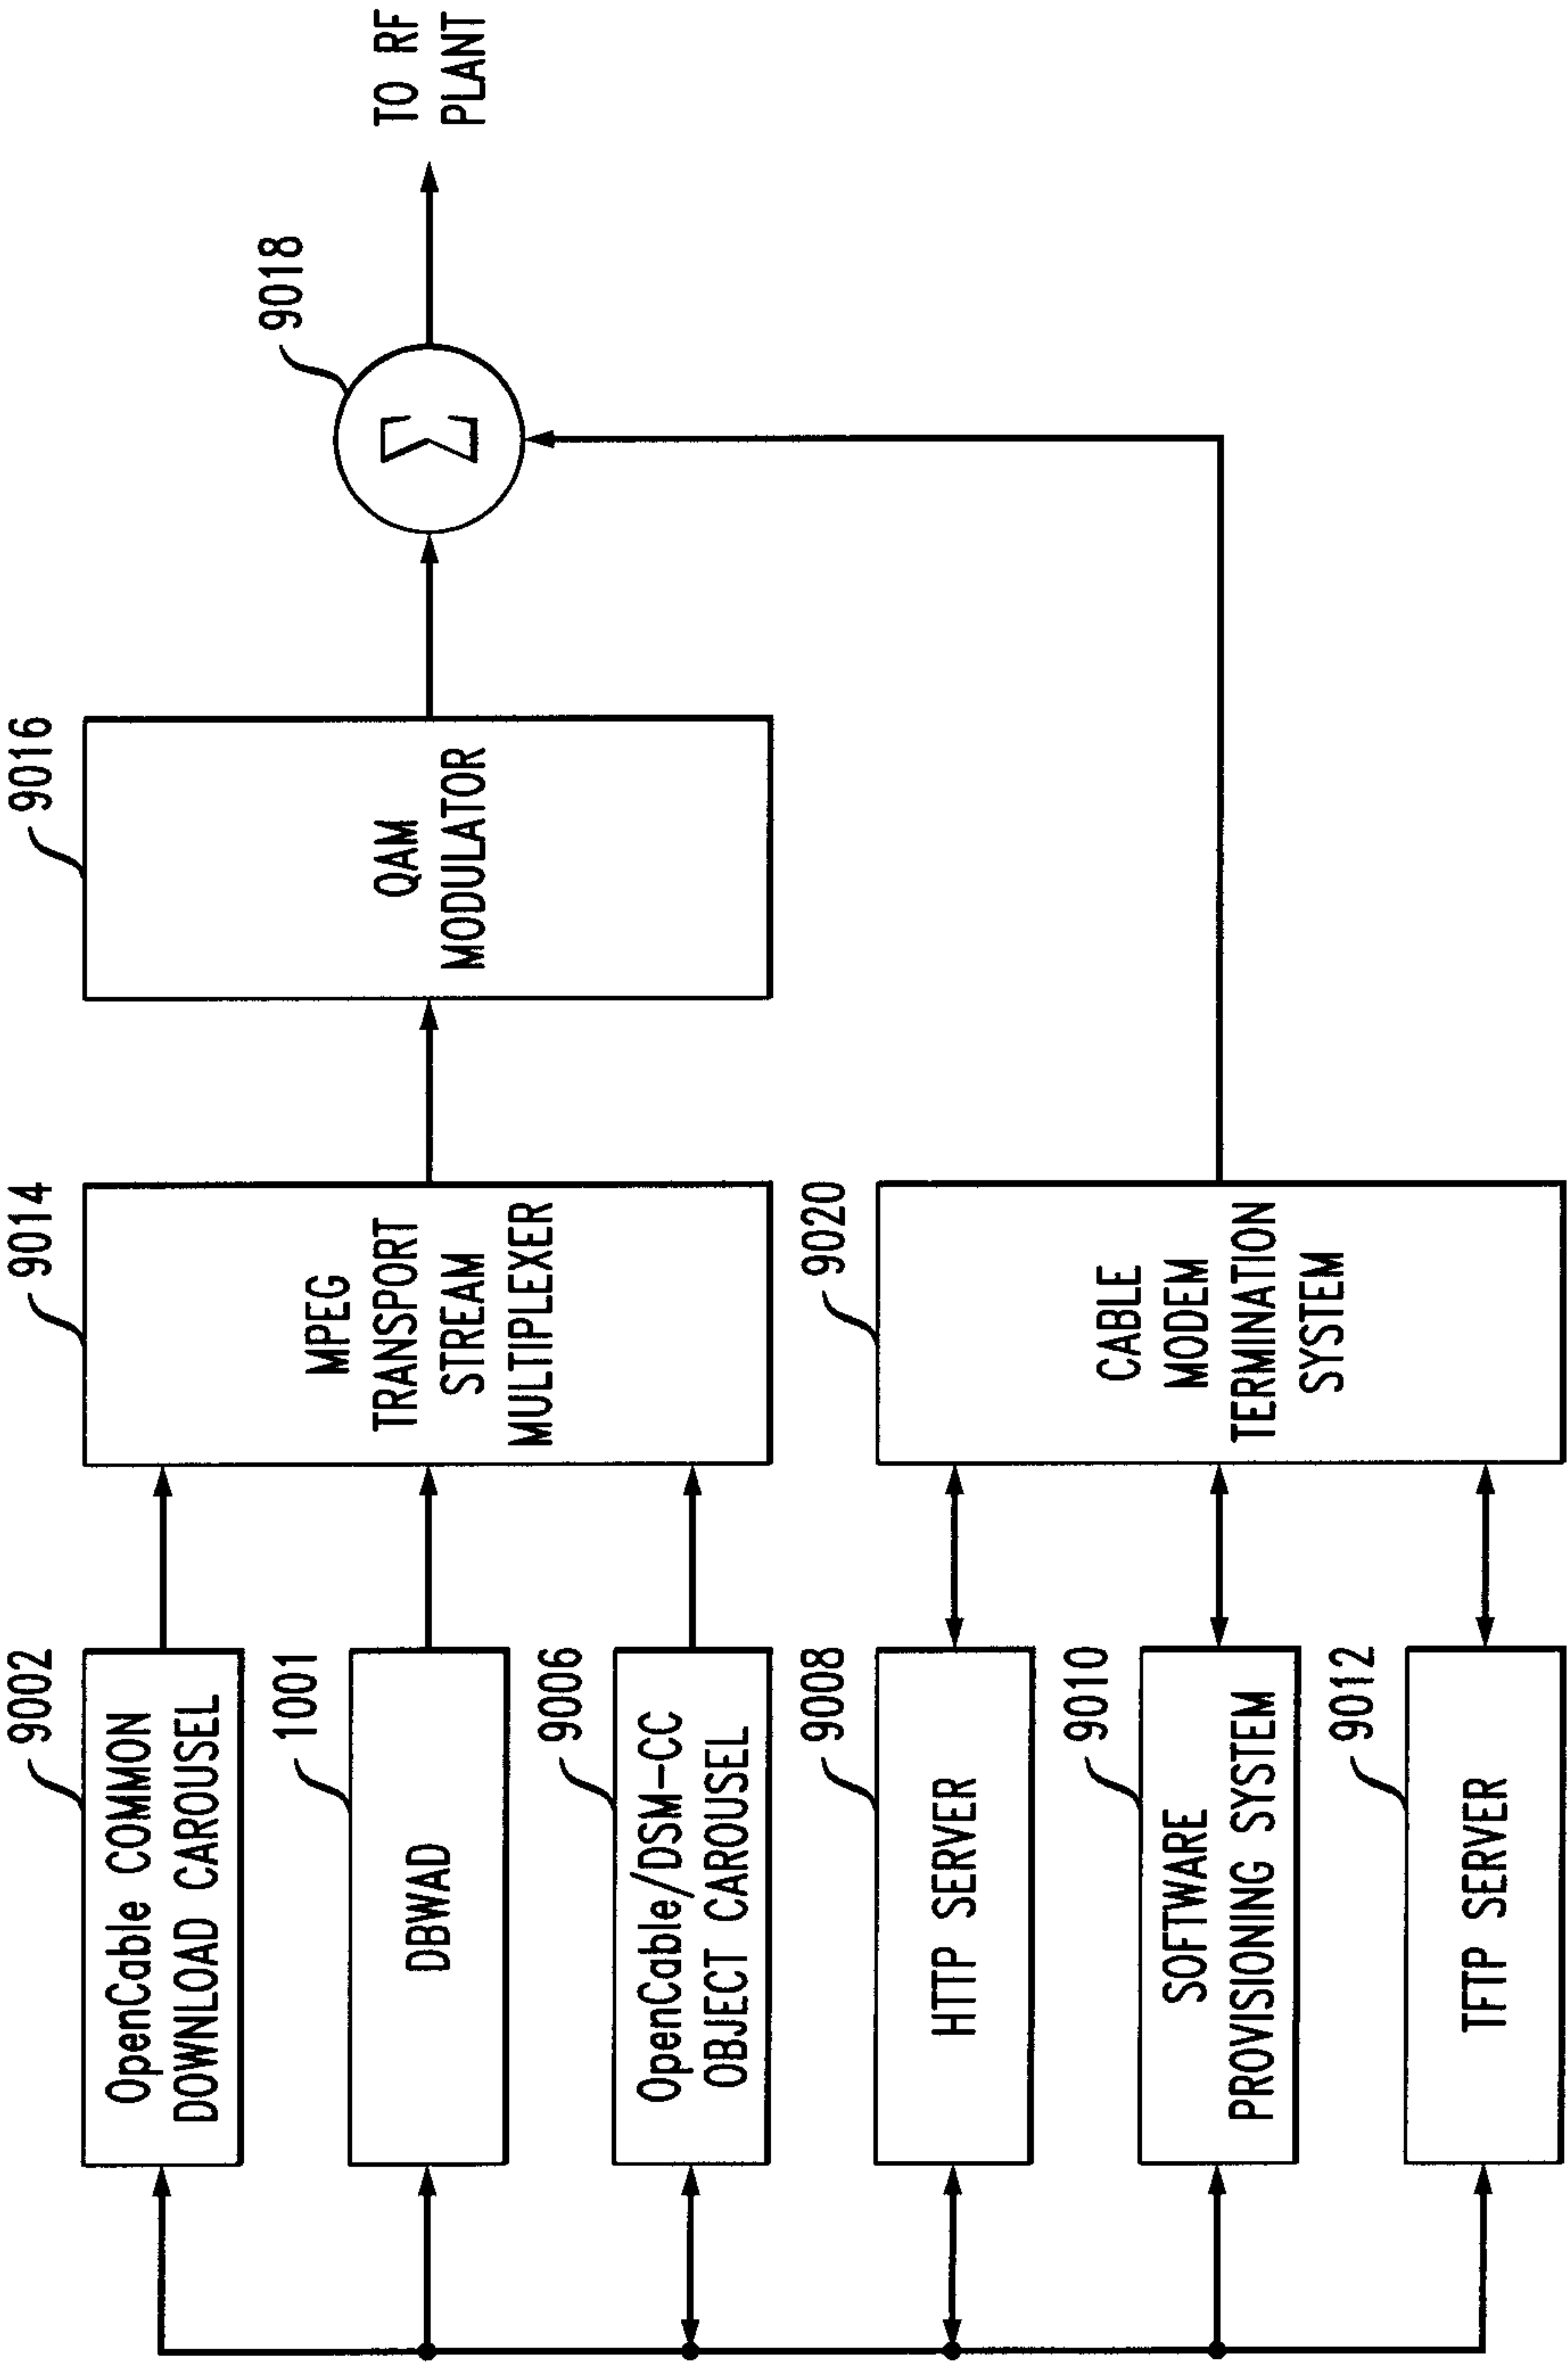 9002
OpenCable COMMON
DOWNLOAD CAROUSEL
1001
DBWAD
9006
OpenCable/DSM-CC
OBJECT CAROUSEL
9008
HTTP SERVER
9010
SOFTWARE
PROVISIONING SYSTEM
9012
TFTP SERVER
9014
MPEG
TRANSPORT
STREAM
MULTIPLEXER
9020
CABLE
MODEM
TERMINATION
SYSTEM
9016
QAM
MODULATOR
9018
Σ
TO RF
PLANT